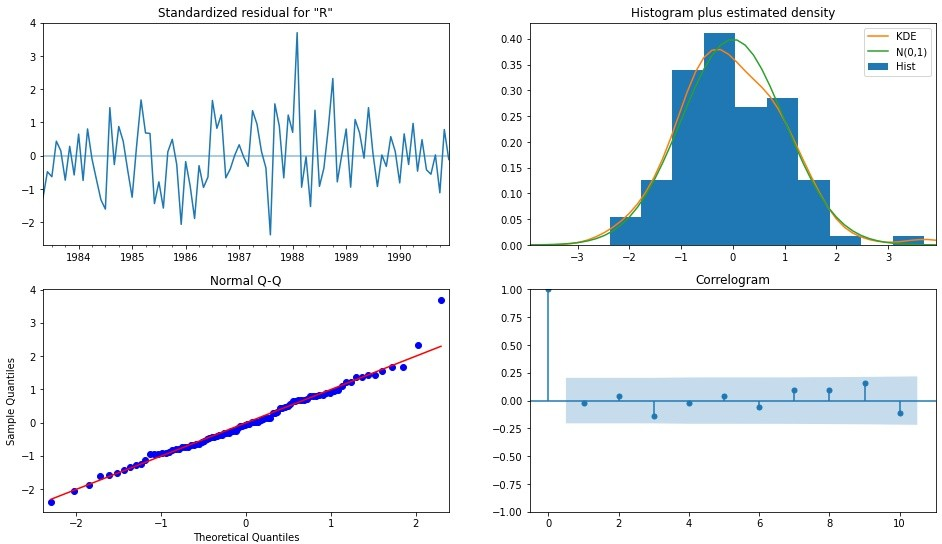 Standardized residual for "R"
4
3
2
1
0
−1
−2
1984 1985 1986 1987 1988 1989 1990
Histogram plus estimated density
0.40
0.35
0.30
0.25
0.20
0.15
0.10
0.05
0.00
−3 −2 −1 0 1 2 3
KDE
N(0,1)
Hist
Normal Q-Q
Sample Quantiles
4
3
2
1
0
−1
−2
−2 −1 0 1 2
Theoretical Quantiles
Correlogram
1.00
0.75
0.50
0.25
0.00
−0.25
−0.50
−0.75
−1.00
0 2 4 6 8 10